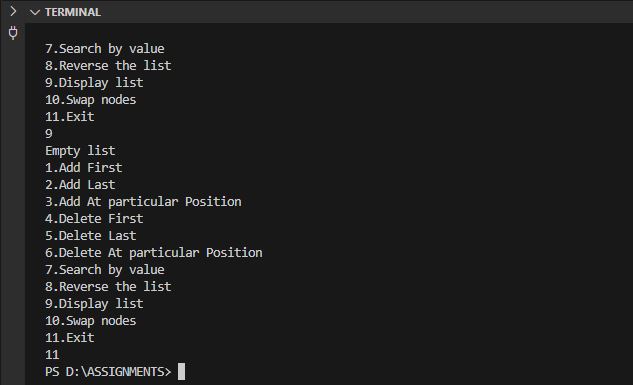 TERMINAL
7.Search by value
8.Reverse the list
9.Display list
10.Swap nodes
11.Exit
9
Empty list
1.Add First
2.Add Last
3.Add At particular Position
4.Delete First
5.Delete Last
6.Delete At particular Position
7.Search by value
8.Reverse the list
9.Display list
10.Swap nodes
11.Exit
11
PS D:\ASSIGNMENTS>